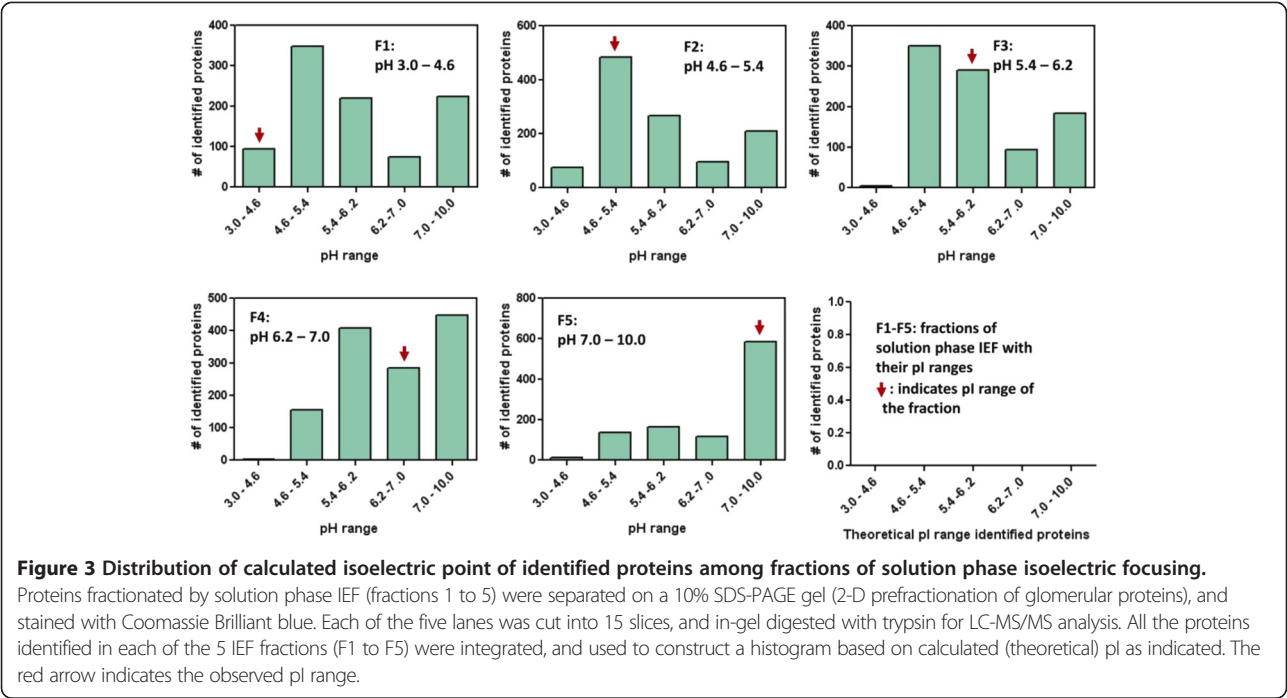 # of identified proteins
400
300
200
100
0
F1:
pH 3.0 – 4.6
3.0 - 4.6
4.6 - 5.4
5.4 -6 .2
6.2 -7 .0
7.0 - 10.0
pH range
# of identified proteins
600
400
200
0
F2:
pH 4.6 – 5.4
3.0 - 4.6
4.6 - 5.4
5.4 -6 .2
6.2 -7 .0
7.0 - 10.0
pH range
# of identified proteins
400
300
200
100
0
F3:
pH 5.4 – 6.2
3.0 - 4.6
4.6 - 5.4
5.4 -6 .2
6.2 -7 .0
7.0 - 10.0
pH range
# of identified proteins
500
400
300
200
100
0
F4:
pH 6.2 – 7.0
3.0 - 4.6
4.6 - 5.4
5.4 -6 .2
6.2 -7 .0
7.0 - 10.0
pH range
# of identified proteins
800
600
400
200
0
F5:
pH 7.0 – 10.0
3.0 - 4.6
4.6 - 5.4
5.4 -6 .2
6.2 -7 .0
7.0 - 10.0
pH range
# of identified proteins
1.0
0.8
0.6
0.4
0.2
0.0
F1-F5: fractions of
solution phase IEF with
their pI ranges
: indicates pI range of
the fraction
3.0 - 4.6
4.6 - 5.4
5.4 -6 .2
6.2 -7 .0
7.0 - 10.0
Theoretical pI range identified proteins
Figure 3 Distribution of calculated isoelectric point of identified proteins among fractions of solution phase isoelectric focusing.
Proteins fractionated by solution phase IEF (fractions 1 to 5) were separated on a 10% SDS-PAGE gel (2-D prefractionation of glomerular proteins), and
stained with Coomassie Brilliant blue. Each of the five lanes was cut into 15 slices, and in-gel digested with trypsin for LC-MS/MS analysis. All the proteins
identified in each of the 5 IEF fractions (F1 to F5) were integrated, and used to construct a histogram based on calculated (theoretical) pI as indicated. The
red arrow indicates the observed pI range.